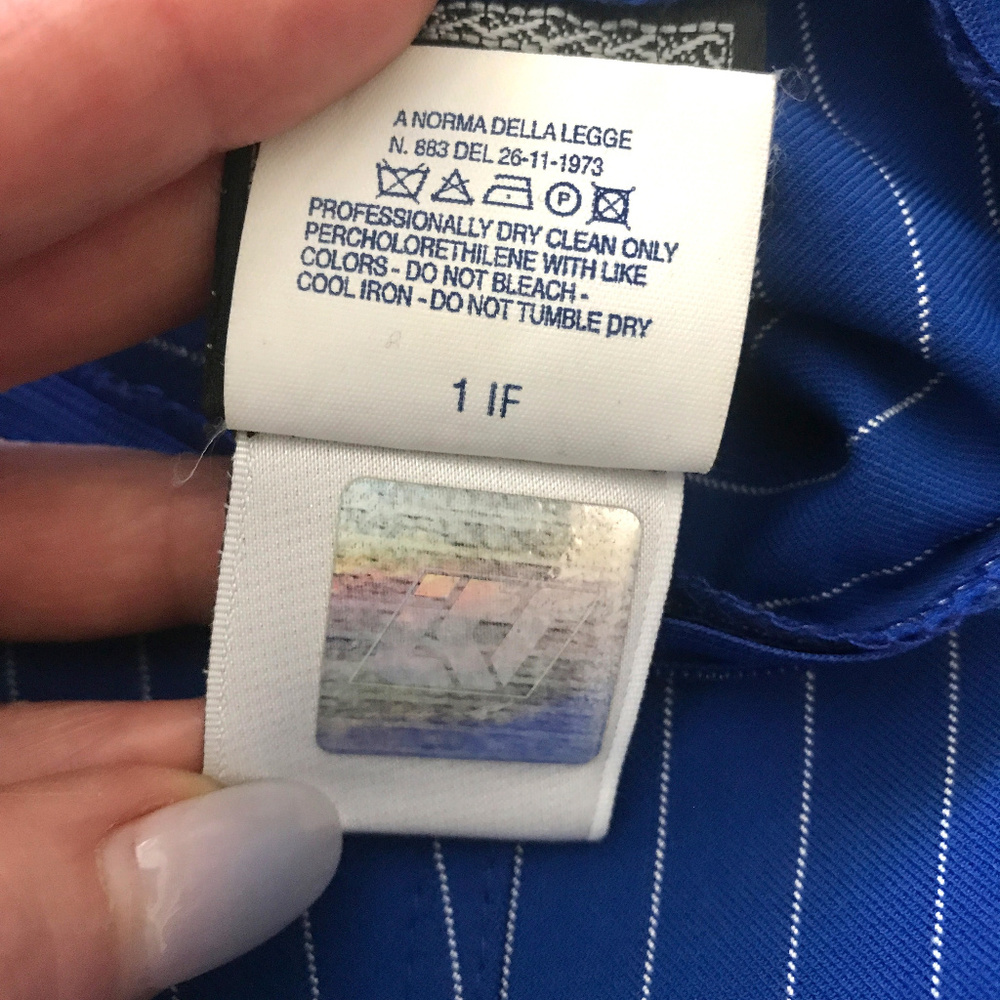 A NORMA DELLA LEGGE
N. 883 DEL 26-11-1973
P
PROFESSIONALLY DRY CLEAN ONLY
PERCHOLORETHILENE WITH LIKE
COLORS - DO NOT BLEACH -
COOL IRON - DO NOT TUMBLE DRY
1 IF